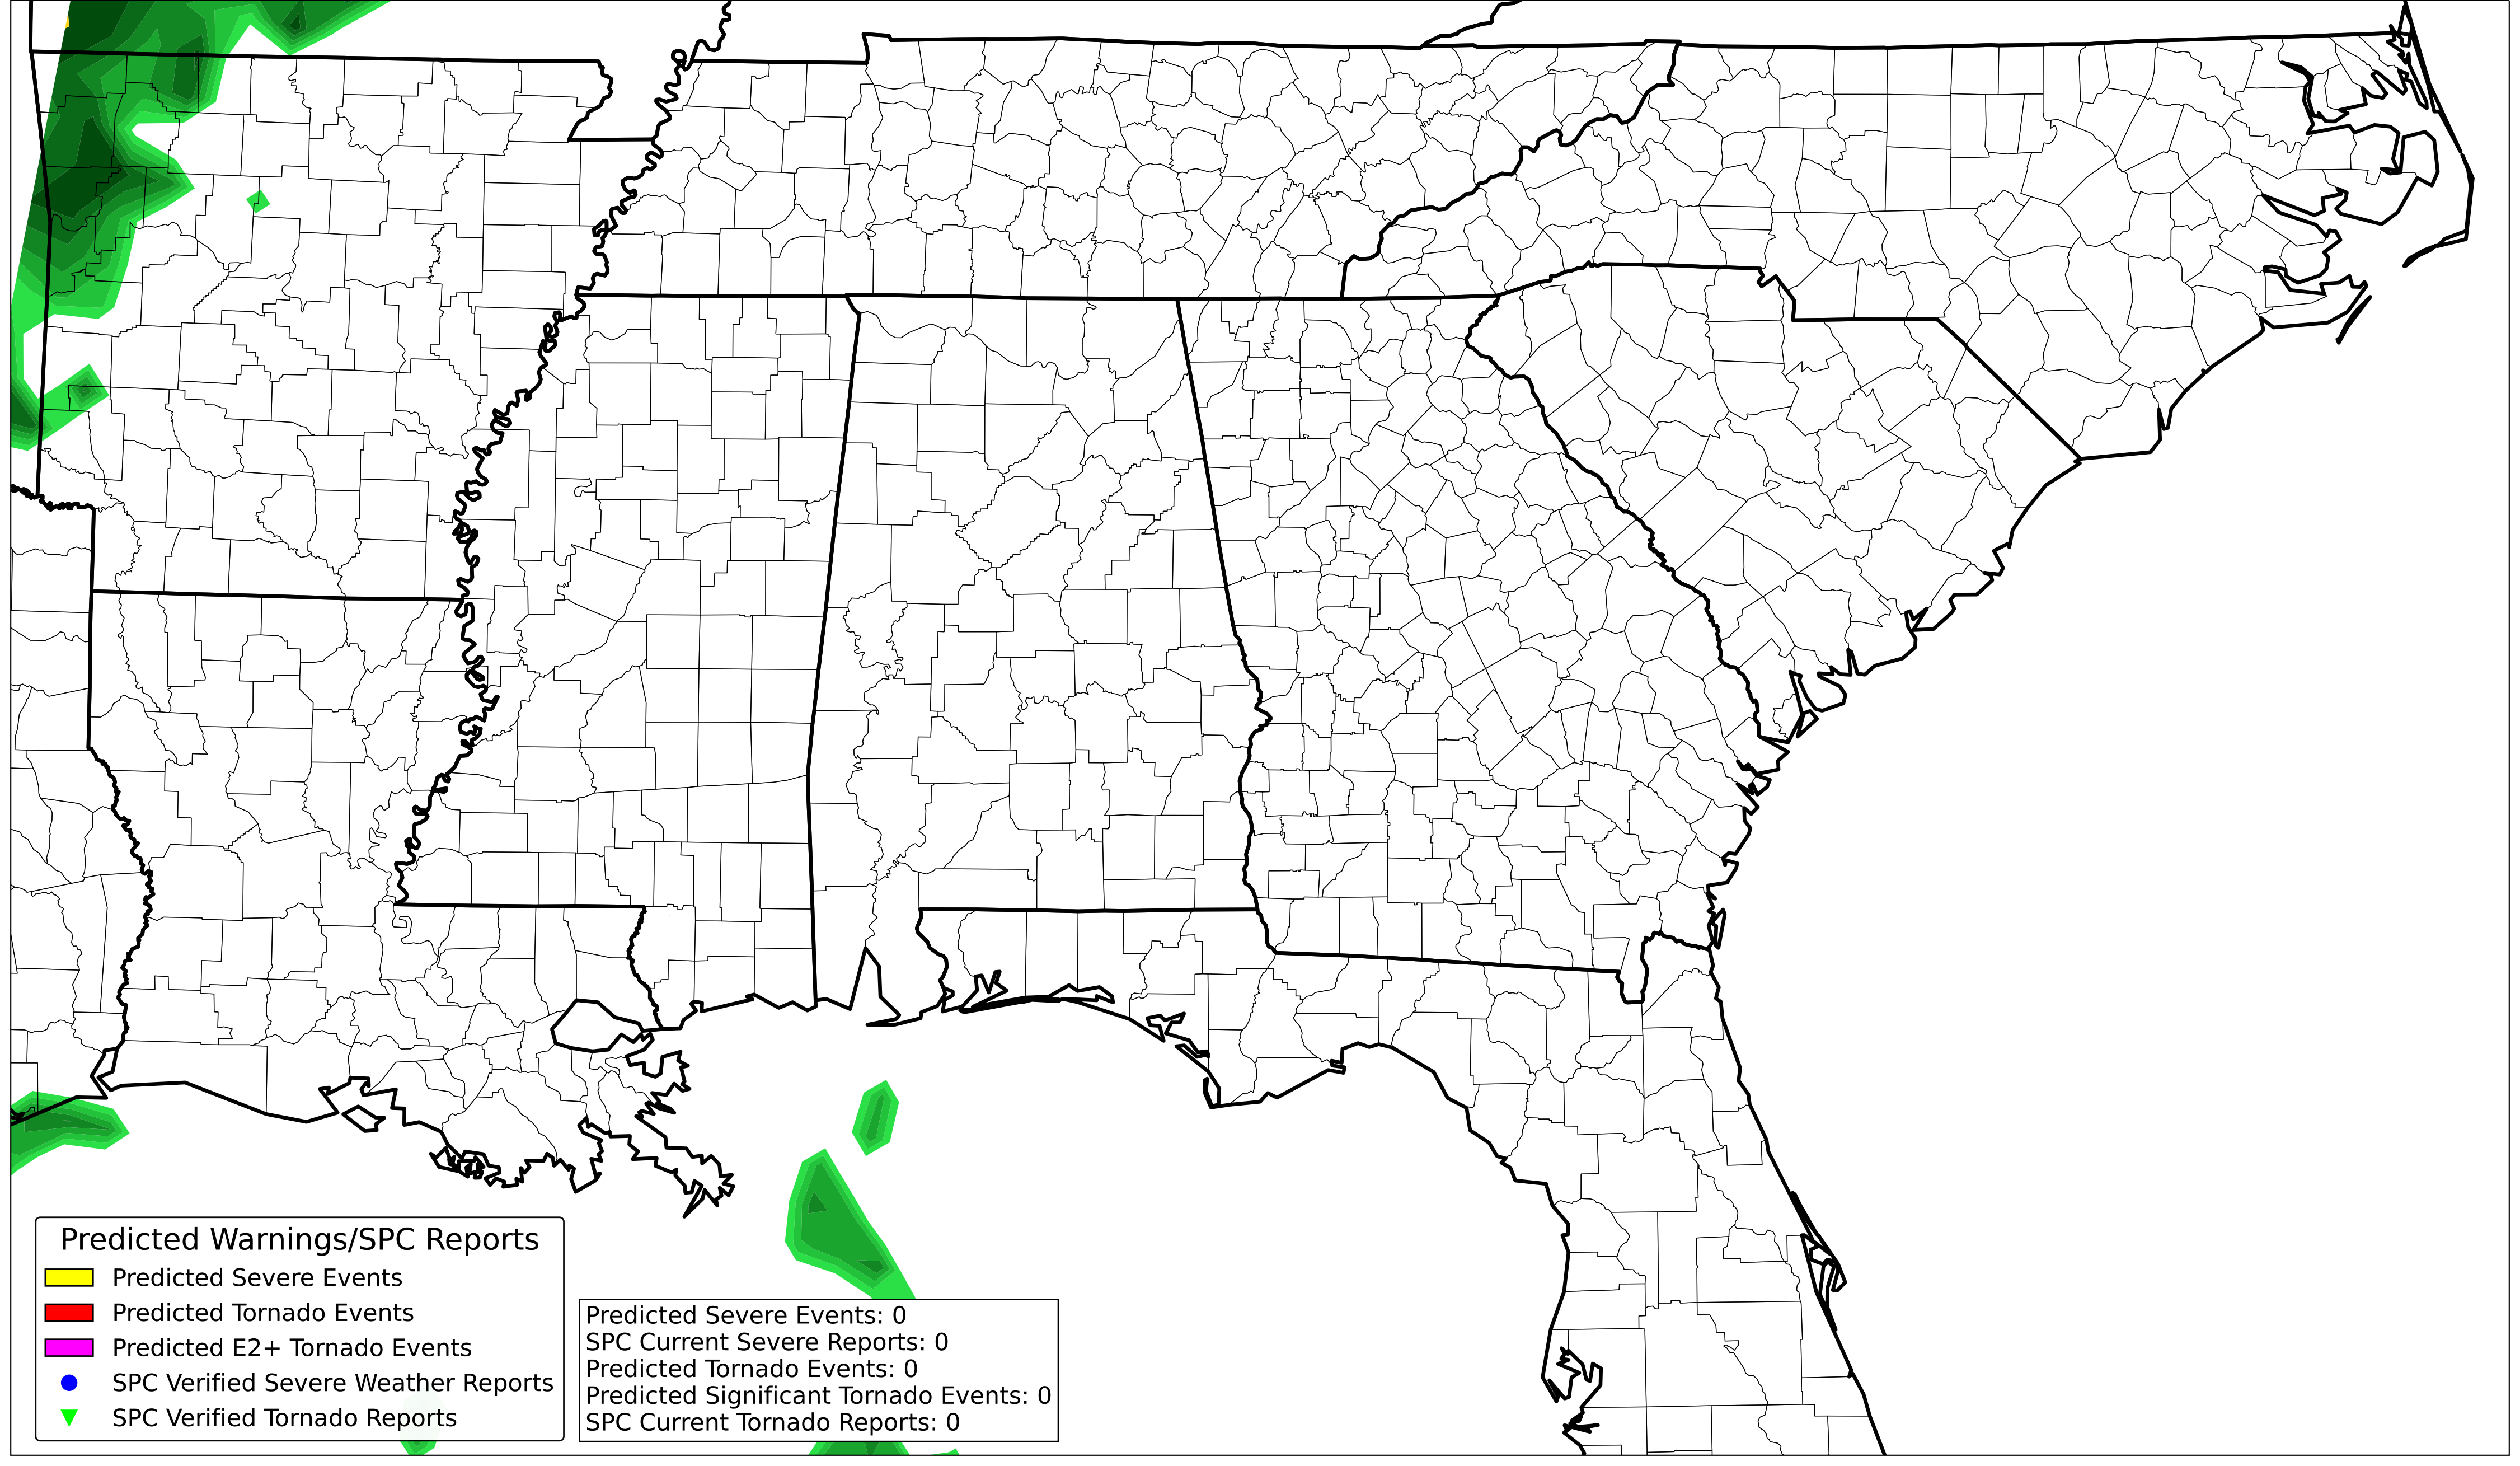 Predicted Warnings/SPC Reports
Predicted Severe Events
Predicted Tornado Events
Predicted E2+ Tornado Events
SPC Verified Severe Weather Reports
SPC Verified Tornado Reports
Predicted Severe Events: 0
SPC Current Severe Reports: 0
Predicted Tornado Events: 0
Predicted Significant Tornado Events: 0
SPC Current Tornado Reports: 0